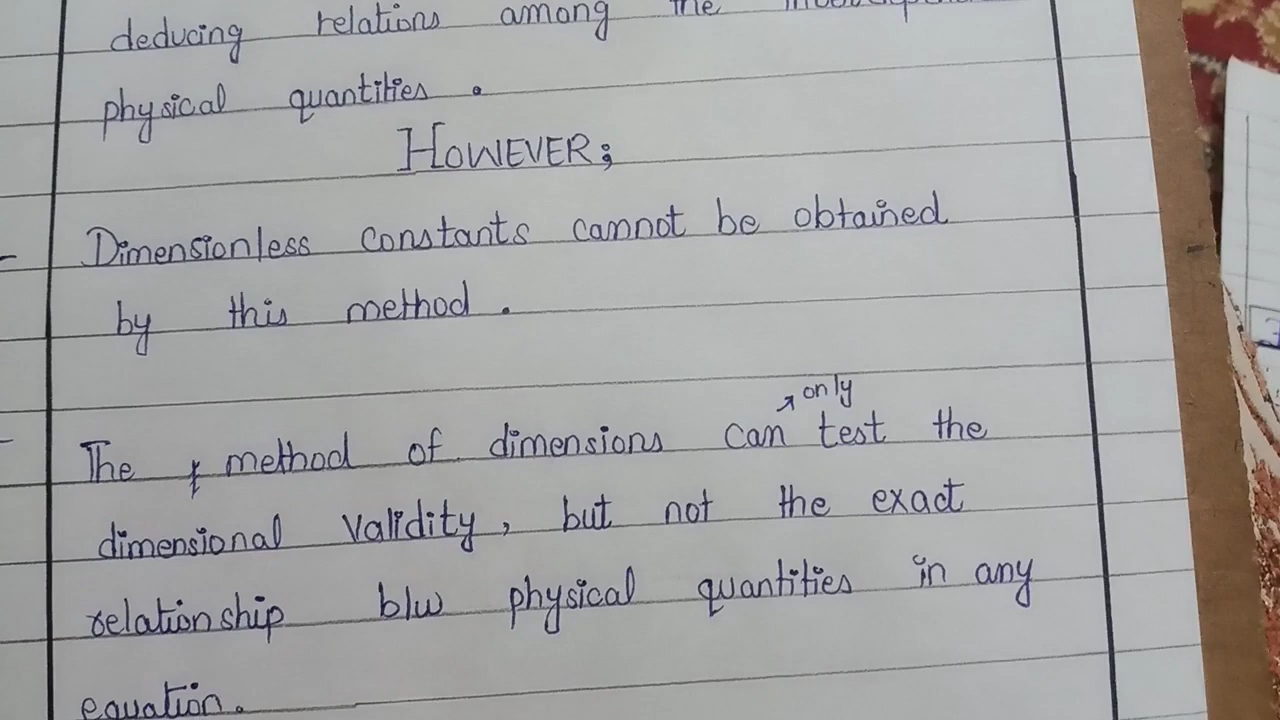 deducing relations among the
physical quantities.
HOWEVER;
- Dimensionless constants cannot be obtained
by this method.
only
- The method of dimensions can test the
dimensional validity, but not the exact
relationship b/w physical quantities in any
equation.